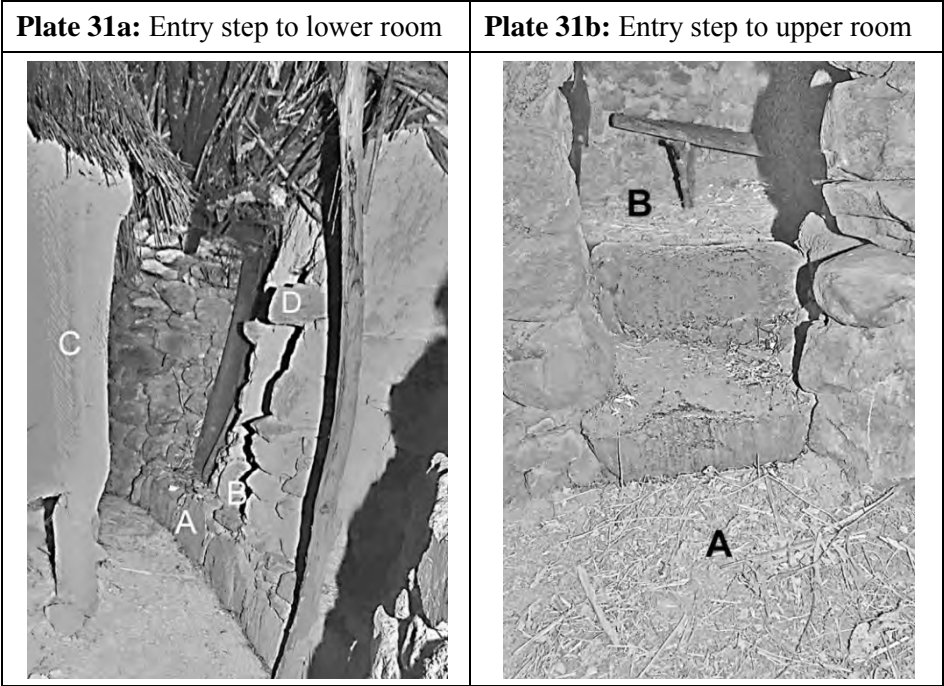 Plate 31a: Entry step to lower room
Plate 31b: Entry step to upper room
C
D
B
A
B
A